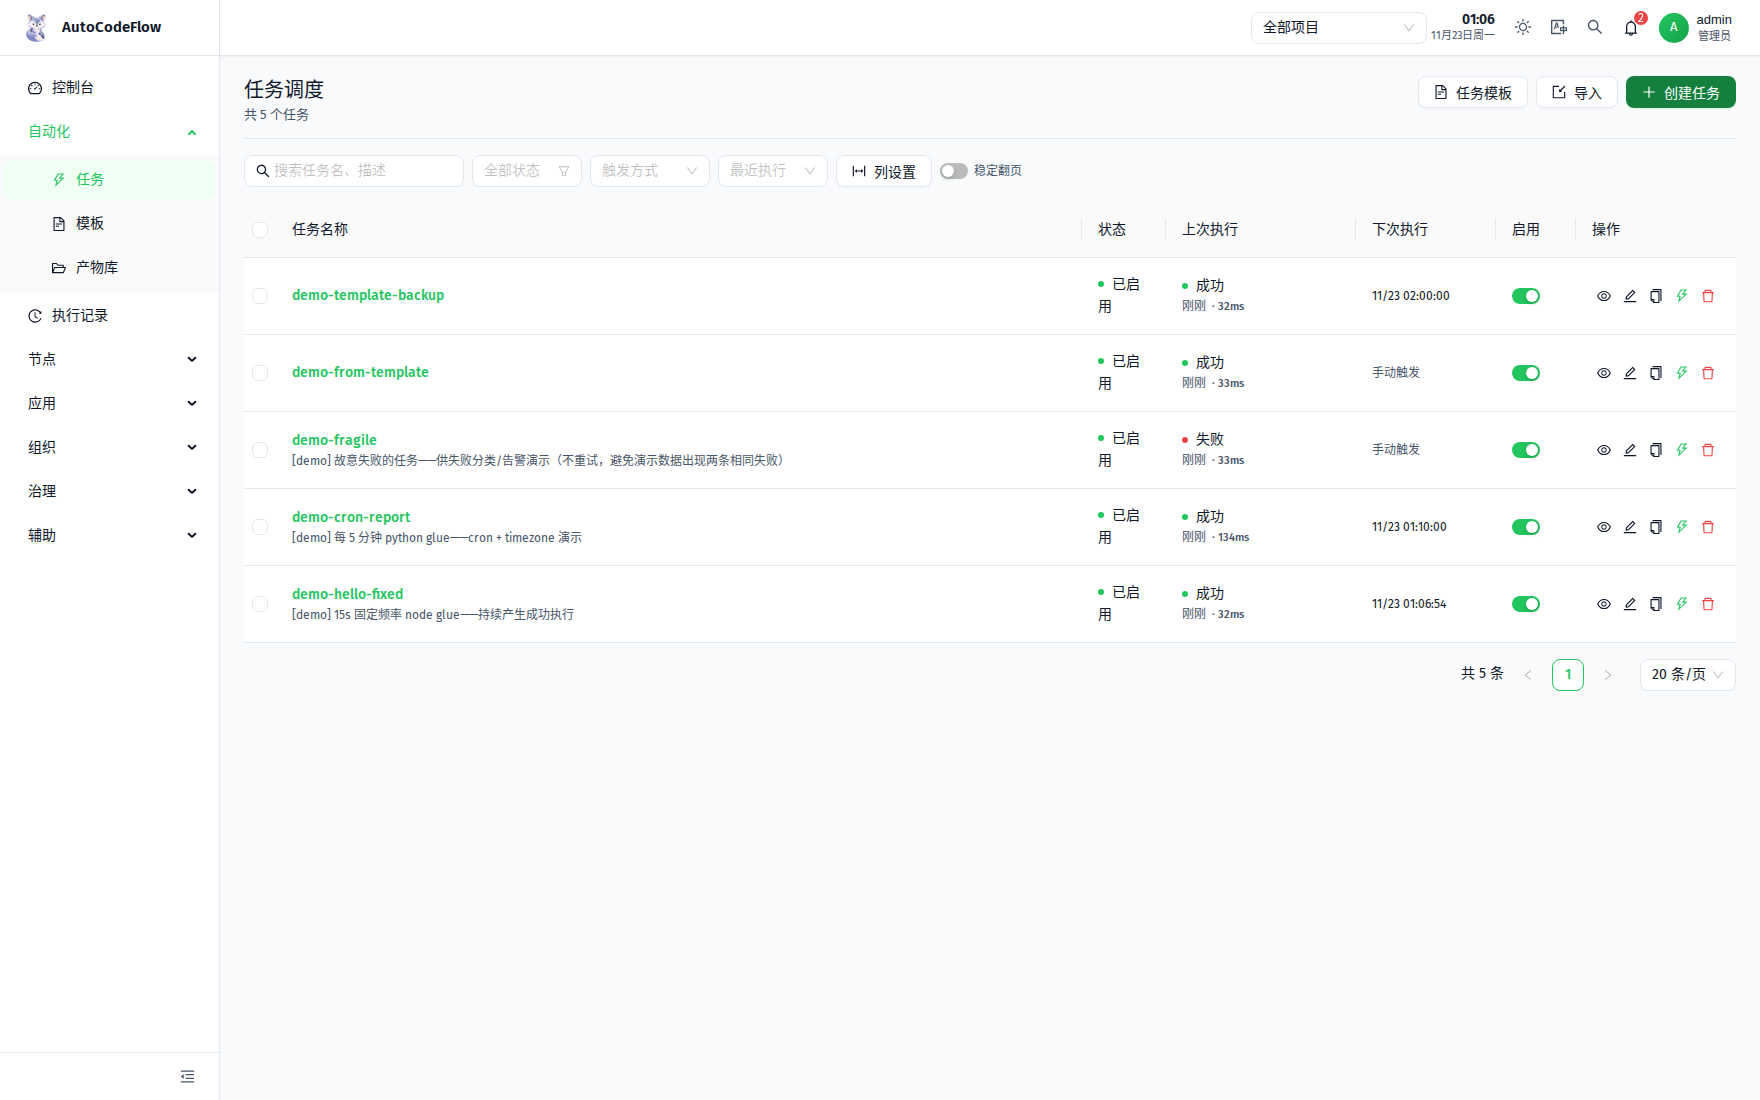 AutoCodeFlow
全部项目
01:06
11月23日周一
2
A
admin
管理员
控制台
自动化
任务
模板
产物库
执行记录
节点
应用
组织
治理
辅助
任务调度
共 5 个任务
任务模板
导入
创建任务
搜索任务名、描述
全部状态
触发方式
最近执行
列设置
稳定翻页
任务名称
状态
上次执行
下次执行
启用
操作
demo-template-backup
已启
用
成功
刚刚 · 32ms
11/23 02:00:00
demo-from-template
已启
用
成功
刚刚 · 33ms
手动触发
demo-fragile
[demo] 故意失败的任务——供失败分类/告警演示（不重试，避免演示数据出现两条相同失败）
已启
用
失败
刚刚 · 33ms
手动触发
demo-cron-report
[demo] 每 5 分钟 python glue——cron + timezone 演示
已启
用
成功
刚刚 · 134ms
11/23 01:10:00
demo-hello-fixed
[demo] 15s 固定频率 node glue——持续产生成功执行
已启
用
成功
刚刚 · 32ms
11/23 01:06:54
共 5 条
1
20 条/页